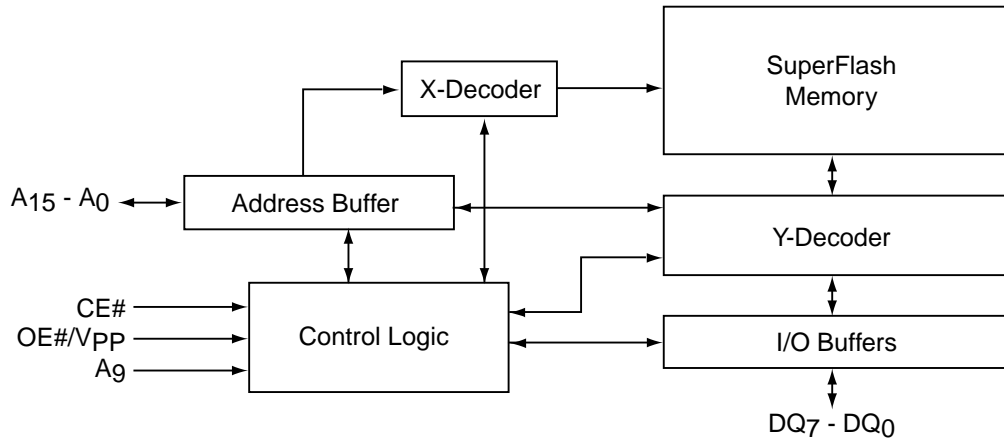 SuperFlash
Memory
X-Decoder
A15 - A0
Address Buffer
Y-Decoder
CE#
OE#/VPP
A9
Control Logic
I/O Buffers
DQ7 - DQ0